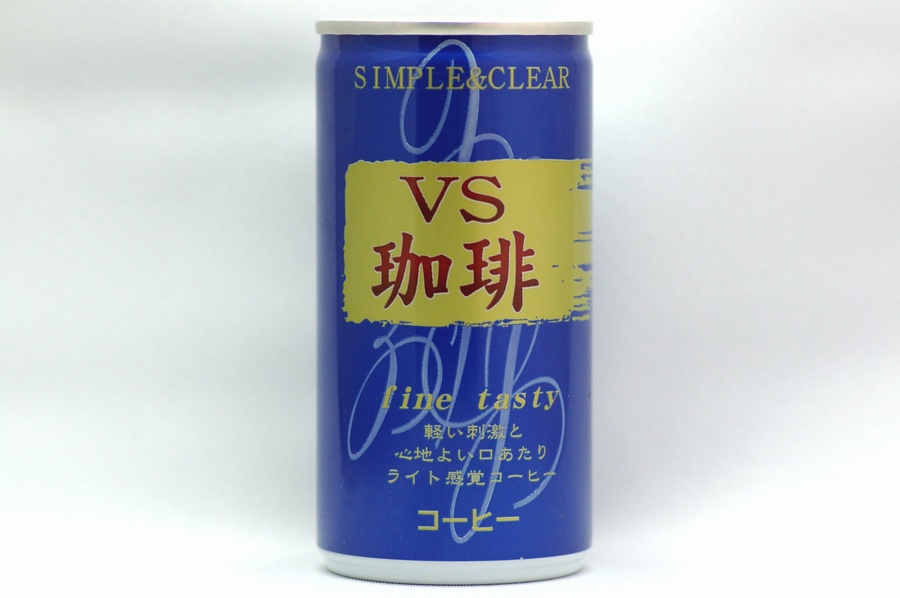 SIMPLE&CLEAR
VS
珈琲
fine tasty
軽い刺激と
心地よい口あたり
ライト感覚コーヒー
コーヒー